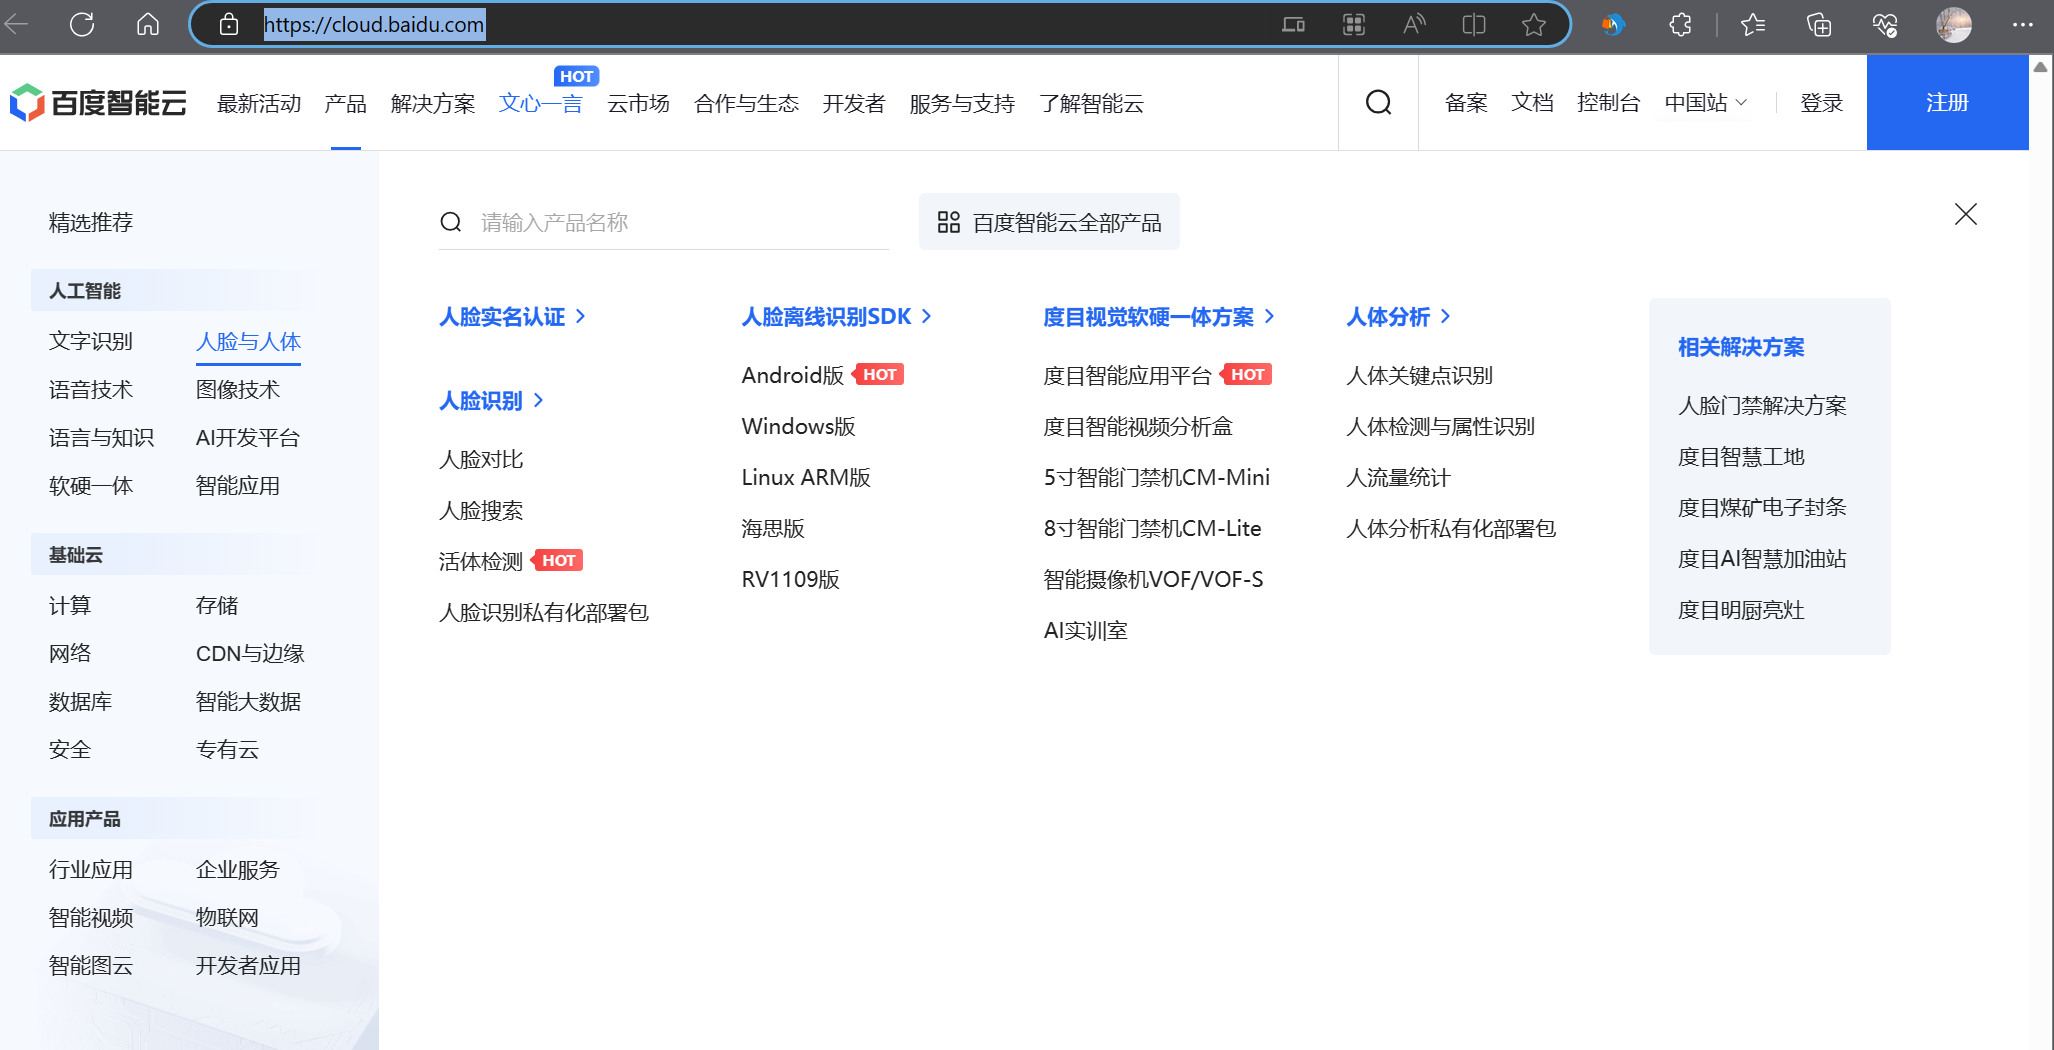 https://cloud.baidu.com
百度智能云
最新活动
产品
解决方案
文心一言
HOT
云市场
合作与生态
开发者
服务与支持
了解智能云
备案
文档
控制台
中国站
登录
注册
精选推荐
人工智能
文字识别 人脸与人体
语音技术 图像技术
语言与知识 AI开发平台
软硬一体 智能应用
基础云
计算 存储
网络 CDN与边缘
数据库 智能大数据
安全 专有云
应用产品
行业应用 企业服务
智能视频 物联网
智能图云 开发者应用
请输入产品名称
百度智能云全部产品
人脸实名认证
人脸识别
人脸对比
人脸搜索
活体检测 HOT
人脸识别私有化部署包
人脸离线识别SDK
Android版 HOT
Windows版
Linux ARM版
海思版
RV1109版
度目视觉软硬一体方案
度目智能应用平台 HOT
度目智能视频分析盒
5寸智能门禁机CM-Mini
8寸智能门禁机CM-Lite
智能摄像机VOF/VOF-S
AI实训室
人体分析
人体关键点识别
人体检测与属性识别
人流量统计
人体分析私有化部署包
相关解决方案
人脸门禁解决方案
度目智慧工地
度目煤矿电子封条
度目AI智慧加油站
度目明厨亮灶